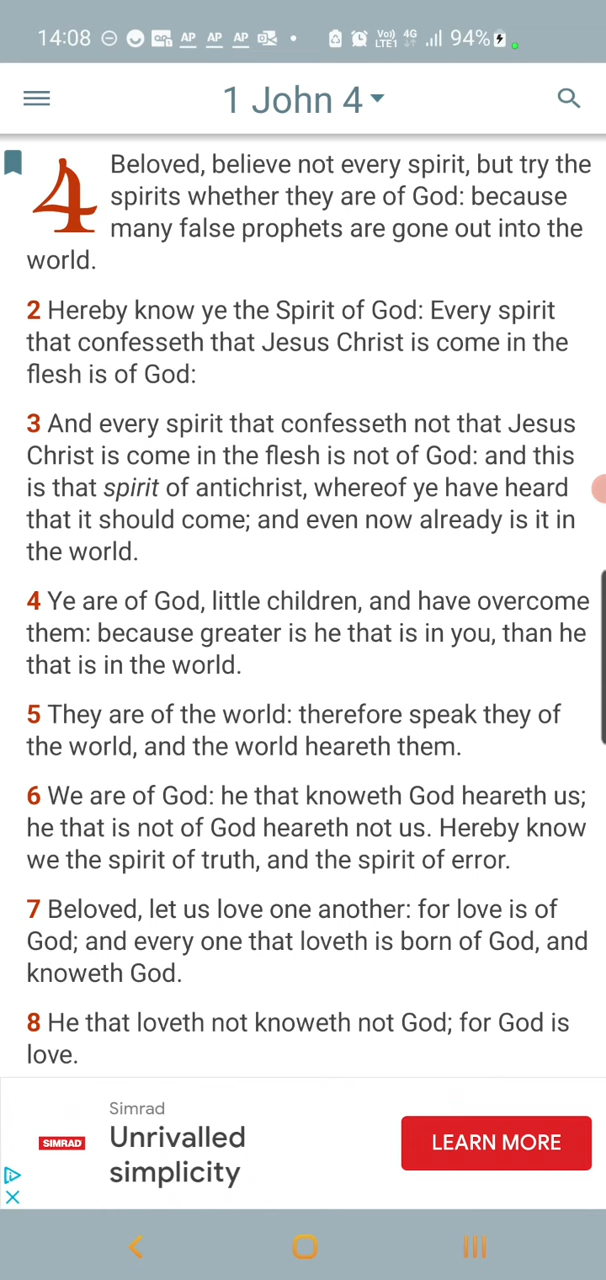 14:08 AP AP AP Vo)) LTE1 4G 94%
1 John 4
4 Beloved, believe not every spirit, but try the
spirits whether they are of God: because
many false prophets are gone out into the
world.
2 Hereby know ye the Spirit of God: Every spirit
that confesseth that Jesus Christ is come in the
flesh is of God:
3 And every spirit that confesseth not that Jesus
Christ is come in the flesh is not of God: and this
is that spirit of antichrist, whereof ye have heard
that it should come; and even now already is it in
the world.
4 Ye are of God, little children, and have overcome
them: because greater is he that is in you, than he
that is in the world.
5 They are of the world: therefore speak they of
the world, and the world heareth them.
6 We are of God: he that knoweth God heareth us;
he that is not of God heareth not us. Hereby know
we the spirit of truth, and the spirit of error.
7 Beloved, let us love one another: for love is of
God; and every one that loveth is born of God, and
knoweth God.
8 He that loveth not knoweth not God; for God is
love.
Simrad
SIMRAD
Unrivalled
simplicity
LEARN MORE